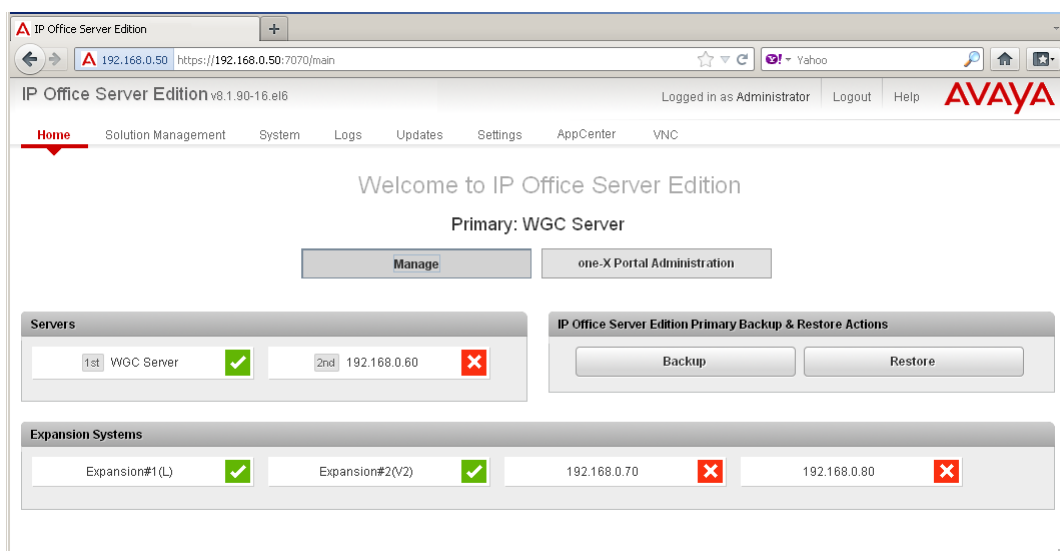 IP Office Server Edition
192.168.0.50 https://192.168.0.50:7070/main
Yahoo
IP Office Server Edition v8.1.90-16.el6
Logged in as Administrator Logout Help AVAYA
Home Solution Management System Logs Updates Settings AppCenter VNC
Welcome to IP Office Server Edition
Primary: WGC Server
Manage one-X Portal Administration
Servers
IP Office Server Edition Primary Backup & Restore Actions
1st WGC Server 2nd 192.168.0.60
Backup Restore
Expansion Systems
Expansion#1(L) Expansion#2(V2) 192.168.0.70 192.168.0.80